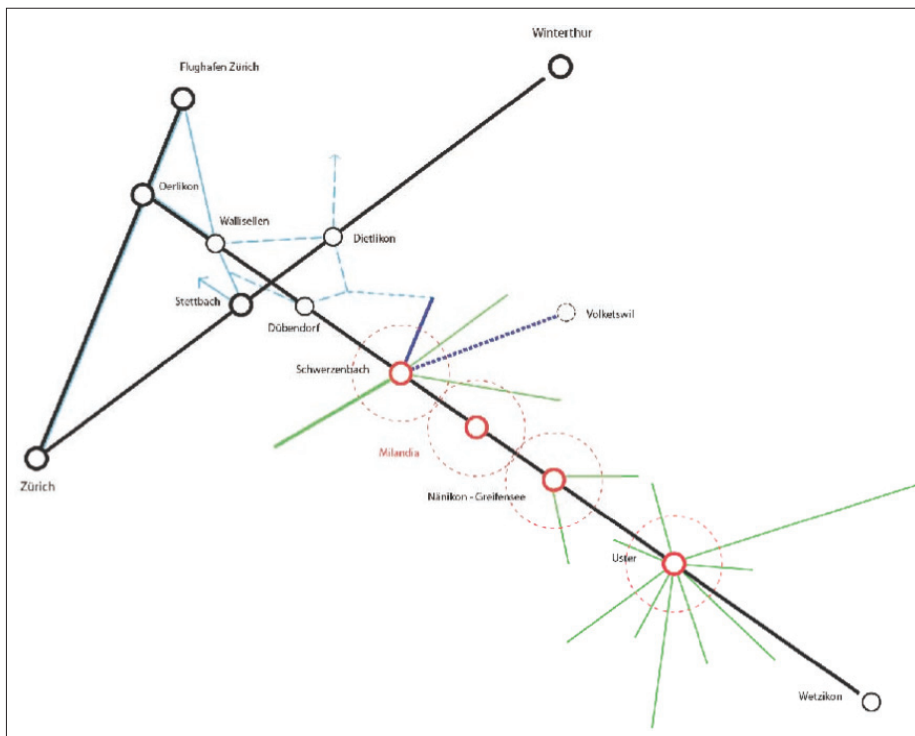 Winterthur
Flughafen Zürich
Oerlikon
Wallisellen
Dietlikon
Stettbach
Dübendorf
Volketswil
Schwerzenbach
Milandia
Zürich
Nänikon - Greifensee
Uster
Wetzikon